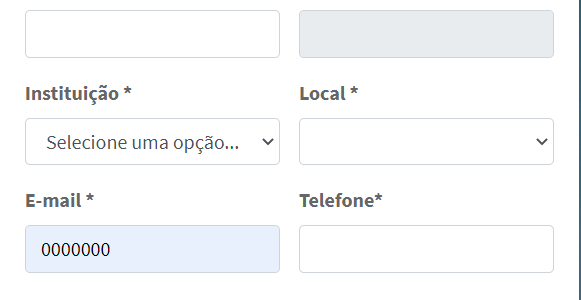 Instituição *
Local *
Selecione uma opção...
E-mail *
Telefone*
0000000